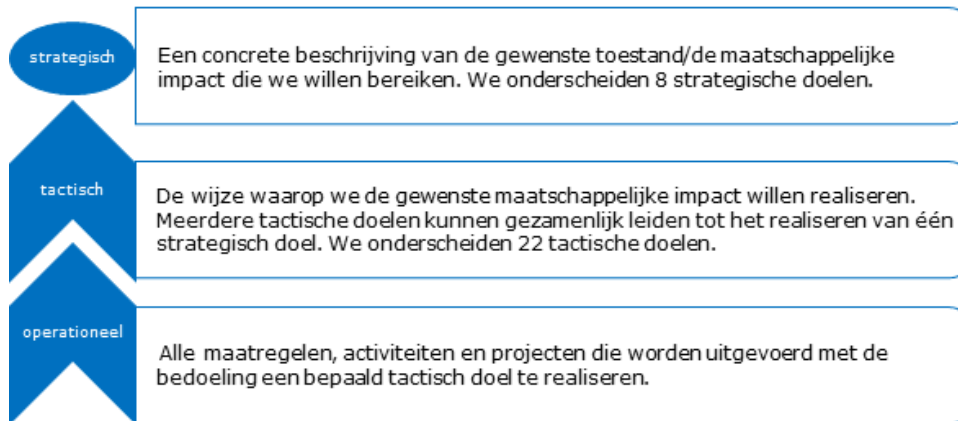 strategisch
Een concrete beschrijving van de gewenste toestand/de maatschappelijke
impact die we willen bereiken. We onderscheiden 8 strategische doelen.
tactisch
De wijze waarop we de gewenste maatschappelijke impact willen realiseren.
Meerdere tactische doelen kunnen gezamenlijk leiden tot het realiseren van één
strategisch doel. We onderscheiden 22 tactische doelen.
operationeel
Alle maatregelen, activiteiten en projecten die worden uitgevoerd met de
bedoeling een bepaald tactisch doel te realiseren.